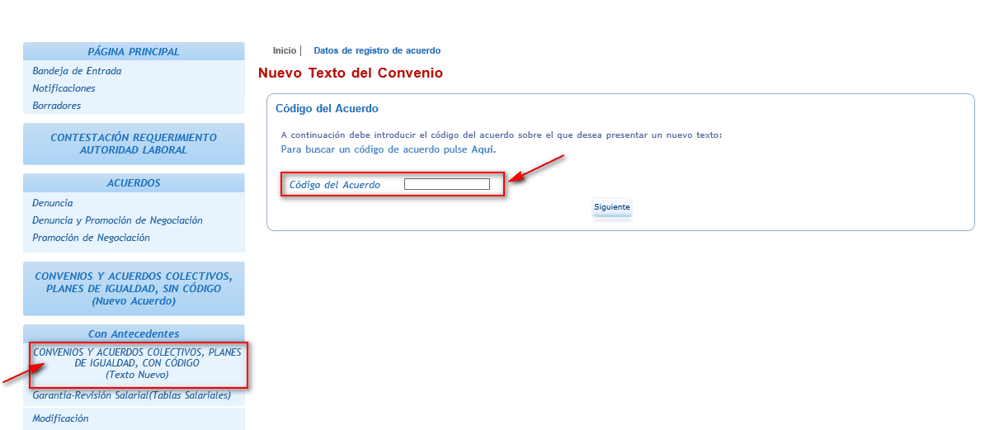 PÁGINA PRINCIPAL
Bandeja de Entrada
Notificaciones
Borradores
CONTESTACIÓN REQUERIMIENTO
AUTORIDAD LABORAL
ACUERDOS
Denuncia
Denuncia y Promoción de Negociación
Promoción de Negociación
CONVENIOS Y ACUERDOS COLECTIVOS,
PLANES DE IGUALDAD, SIN CÓDIGO
(Nuevo Acuerdo)
Con Antecedentes
CONVENIOS Y ACUERDOS COLECTIVOS, PLANES
DE IGUALDAD, CON CÓDIGO
(Texto Nuevo)
Garantía-Revisión Salarial(Tablas Salariales)
Modificación
Inicio | Datos de registro de acuerdo
Nuevo Texto del Convenio
Código del Acuerdo
A continuación debe introducir el código del acuerdo sobre el que desea presentar un nuevo texto:
Para buscar un código de acuerdo pulse Aquí.
Código del Acuerdo
Siguiente